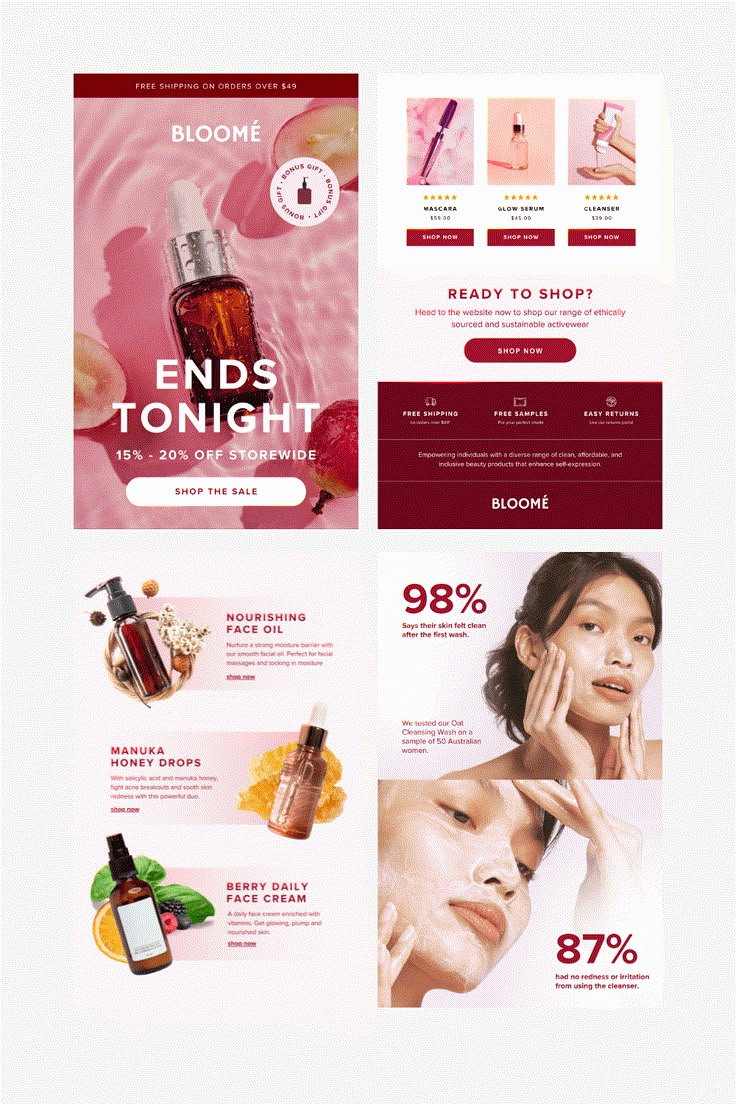 FREE SHIPPING ON ORDERS OVER $49
BLOOMÉ
BONUS GIFT • BONUS GIFT • BONUS GIFT •
ENDS
TONIGHT
15% - 20% OFF STOREWIDE
SHOP THE SALE
★★★★★ ★★★★★ ★★★★★
MASCARA GLOW SERUM CLEANSER
$59.00 $45.00 $39.00
SHOP NOW SHOP NOW SHOP NOW
READY TO SHOP?
Head to the website now to shop our range of ethically
sourced and sustainable activewear
SHOP NOW
FREE SHIPPING FREE SAMPLES EASY RETURNS
on orders over $49* For your perfect shade Use our returns portal
Empowering individuals with a diverse range of clean, affordable, and
inclusive beauty products that enhance self-expression.
BLOOMÉ
NOURISHING
FACE OIL
Nurture a strong moisture barrier with
our smooth facial oil. Perfect for facial
massages and locking in moisture
shop now
MANUKA
HONEY DROPS
With salicylic acid and manuka honey,
fight acne breakouts and sooth skin
redness with this powerful duo.
shop now
BERRY DAILY
FACE CREAM
A daily face cream enriched with
vitamins. Get glowing, plump and
nourished skin.
shop now
98%
Says their skin felt clean
after the first wash.
We tested our Oat
Cleansing Wash on a
sample of 50 Australian
women.
87%
had no redness or irritation
from using the cleanser.